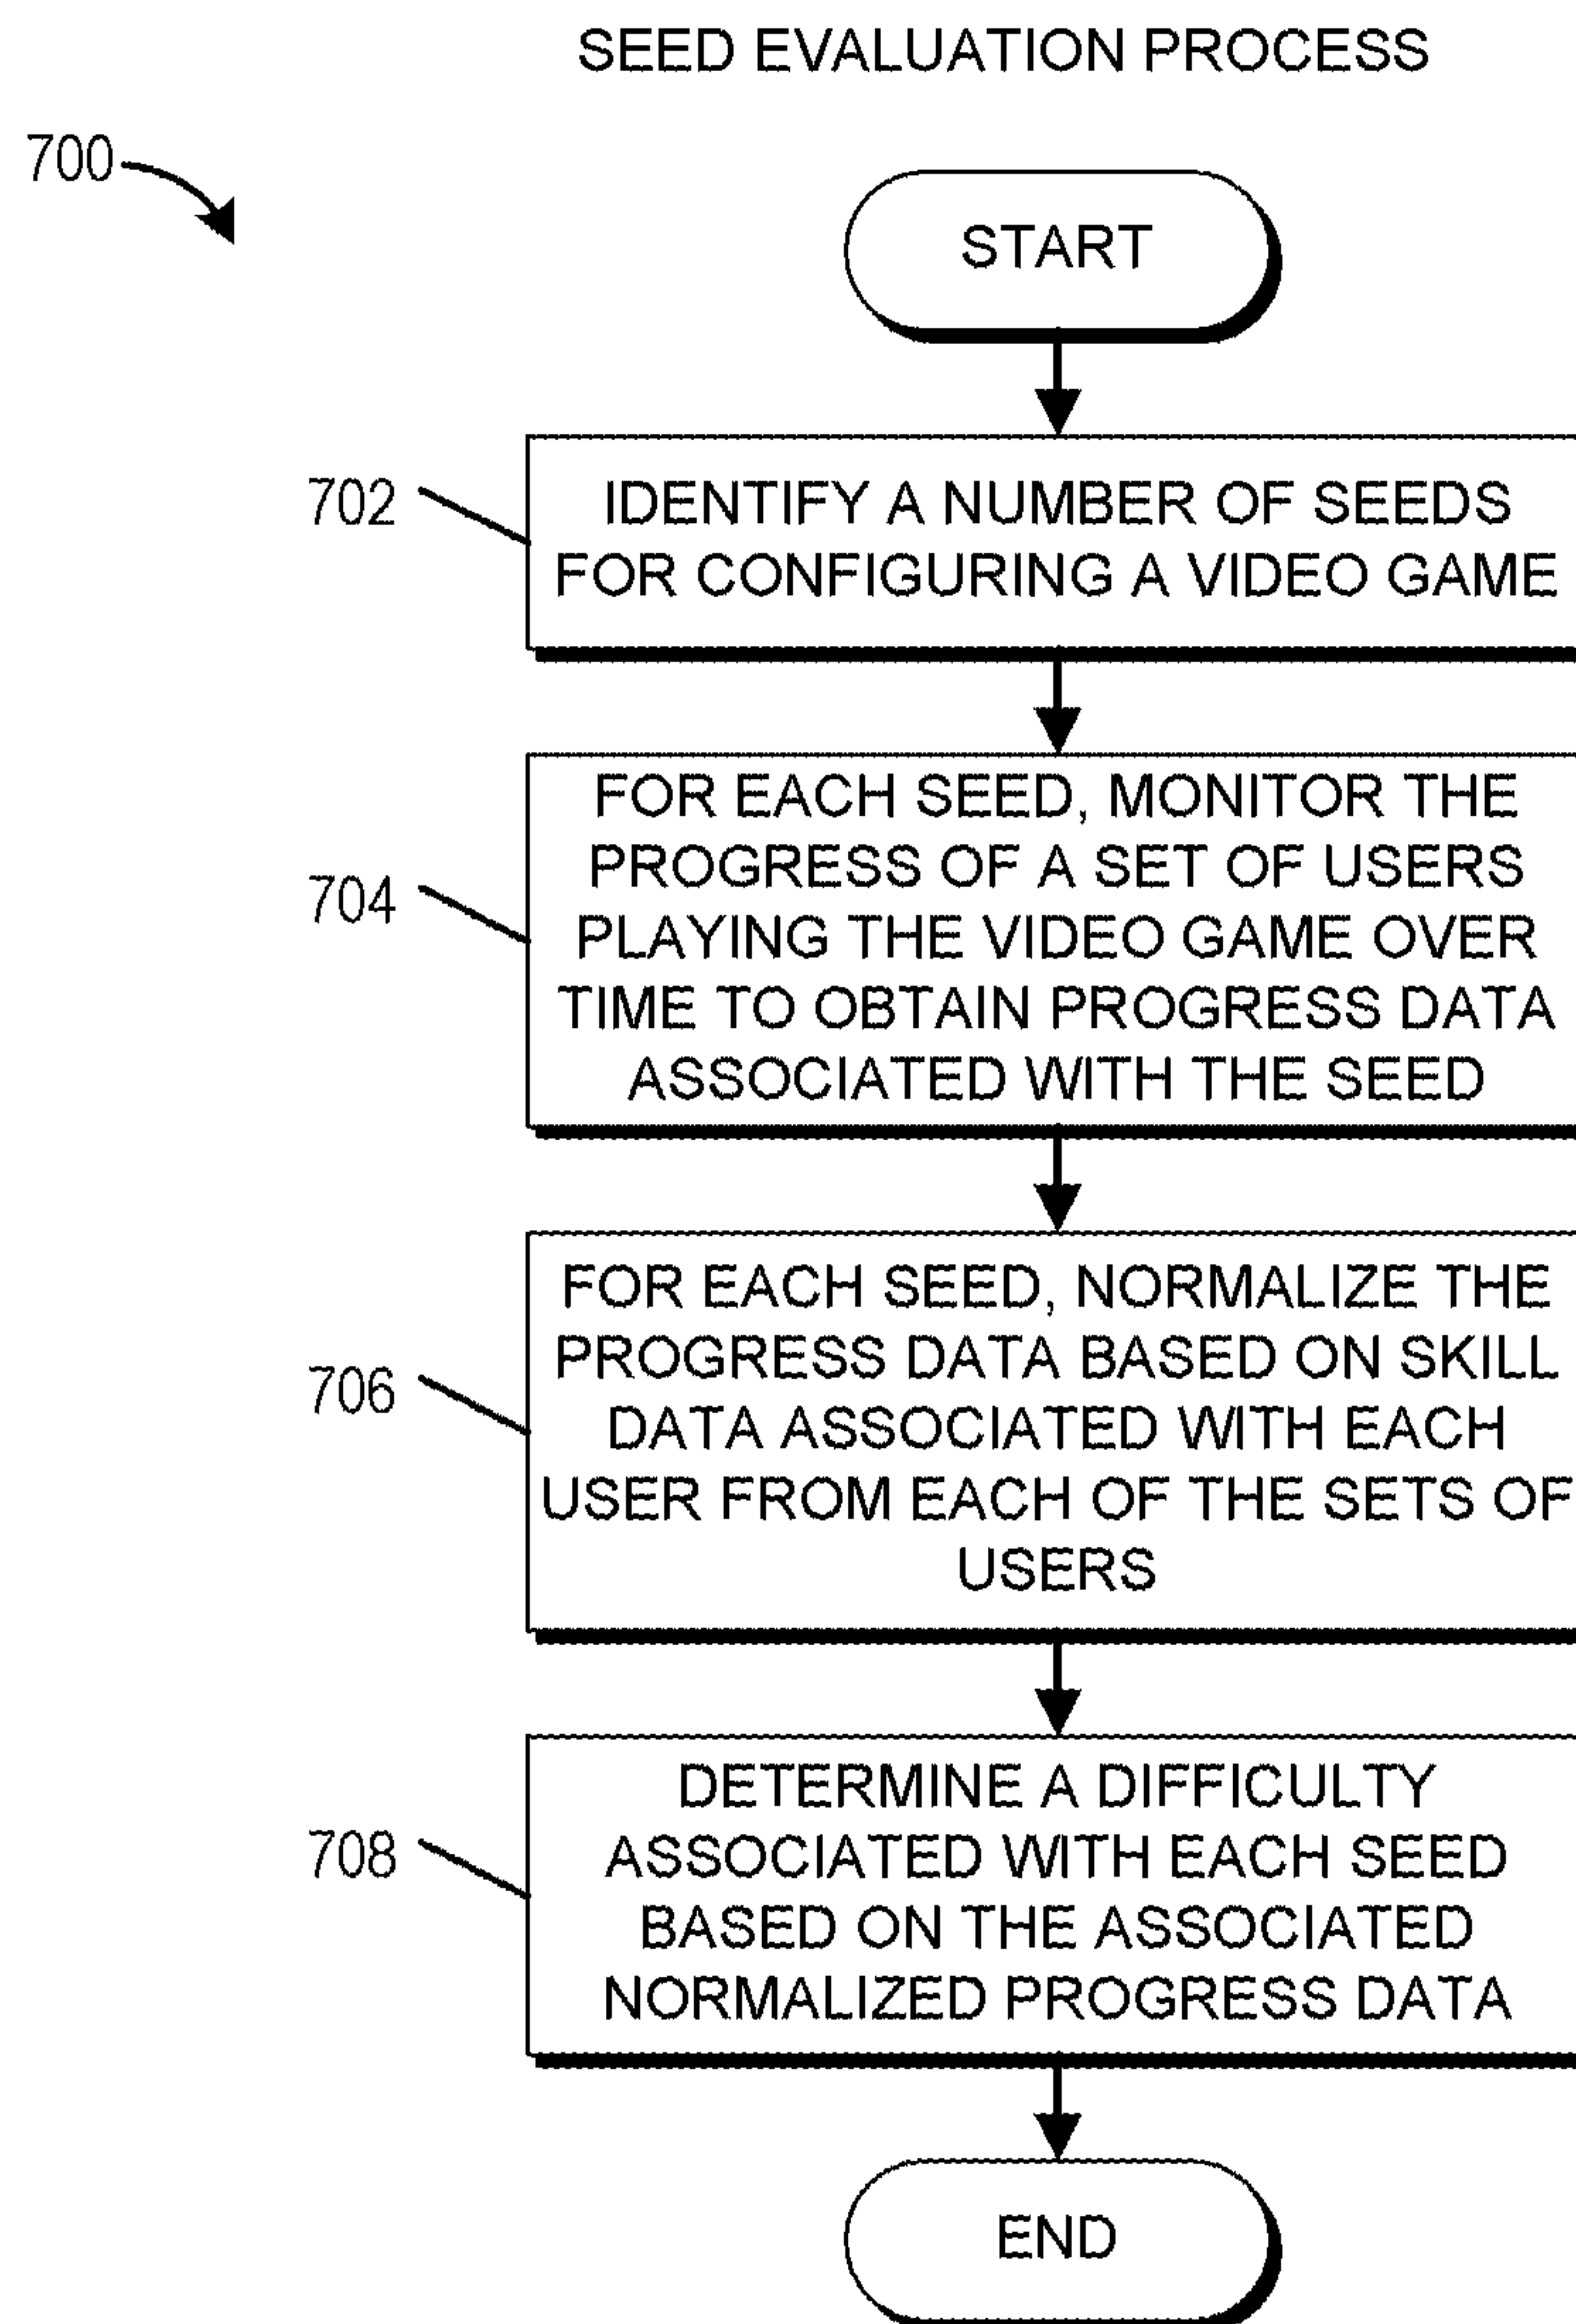 SEED EVALUATION PROCESS
700
START
702
IDENTIFY A NUMBER OF SEEDS
FOR CONFIGURING A VIDEO GAME
704
FOR EACH SEED, MONITOR THE
PROGRESS OF A SET OF USERS
PLAYING THE VIDEO GAME OVER
TIME TO OBTAIN PROGRESS DATA
ASSOCIATED WITH THE SEED
706
FOR EACH SEED, NORMALIZE THE
PROGRESS DATA BASED ON SKILL
DATA ASSOCIATED WITH EACH
USER FROM EACH OF THE SETS OF
USERS
708
DETERMINE A DIFFICULTY
ASSOCIATED WITH EACH SEED
BASED ON THE ASSOCIATED
NORMALIZED PROGRESS DATA
END